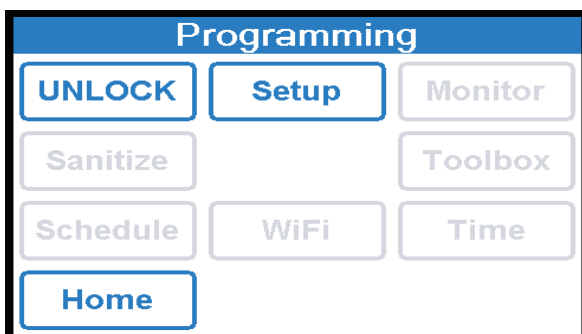 Programming
UNLOCK Setup Monitor
Sanitize Toolbox
Schedule WiFi Time
Home